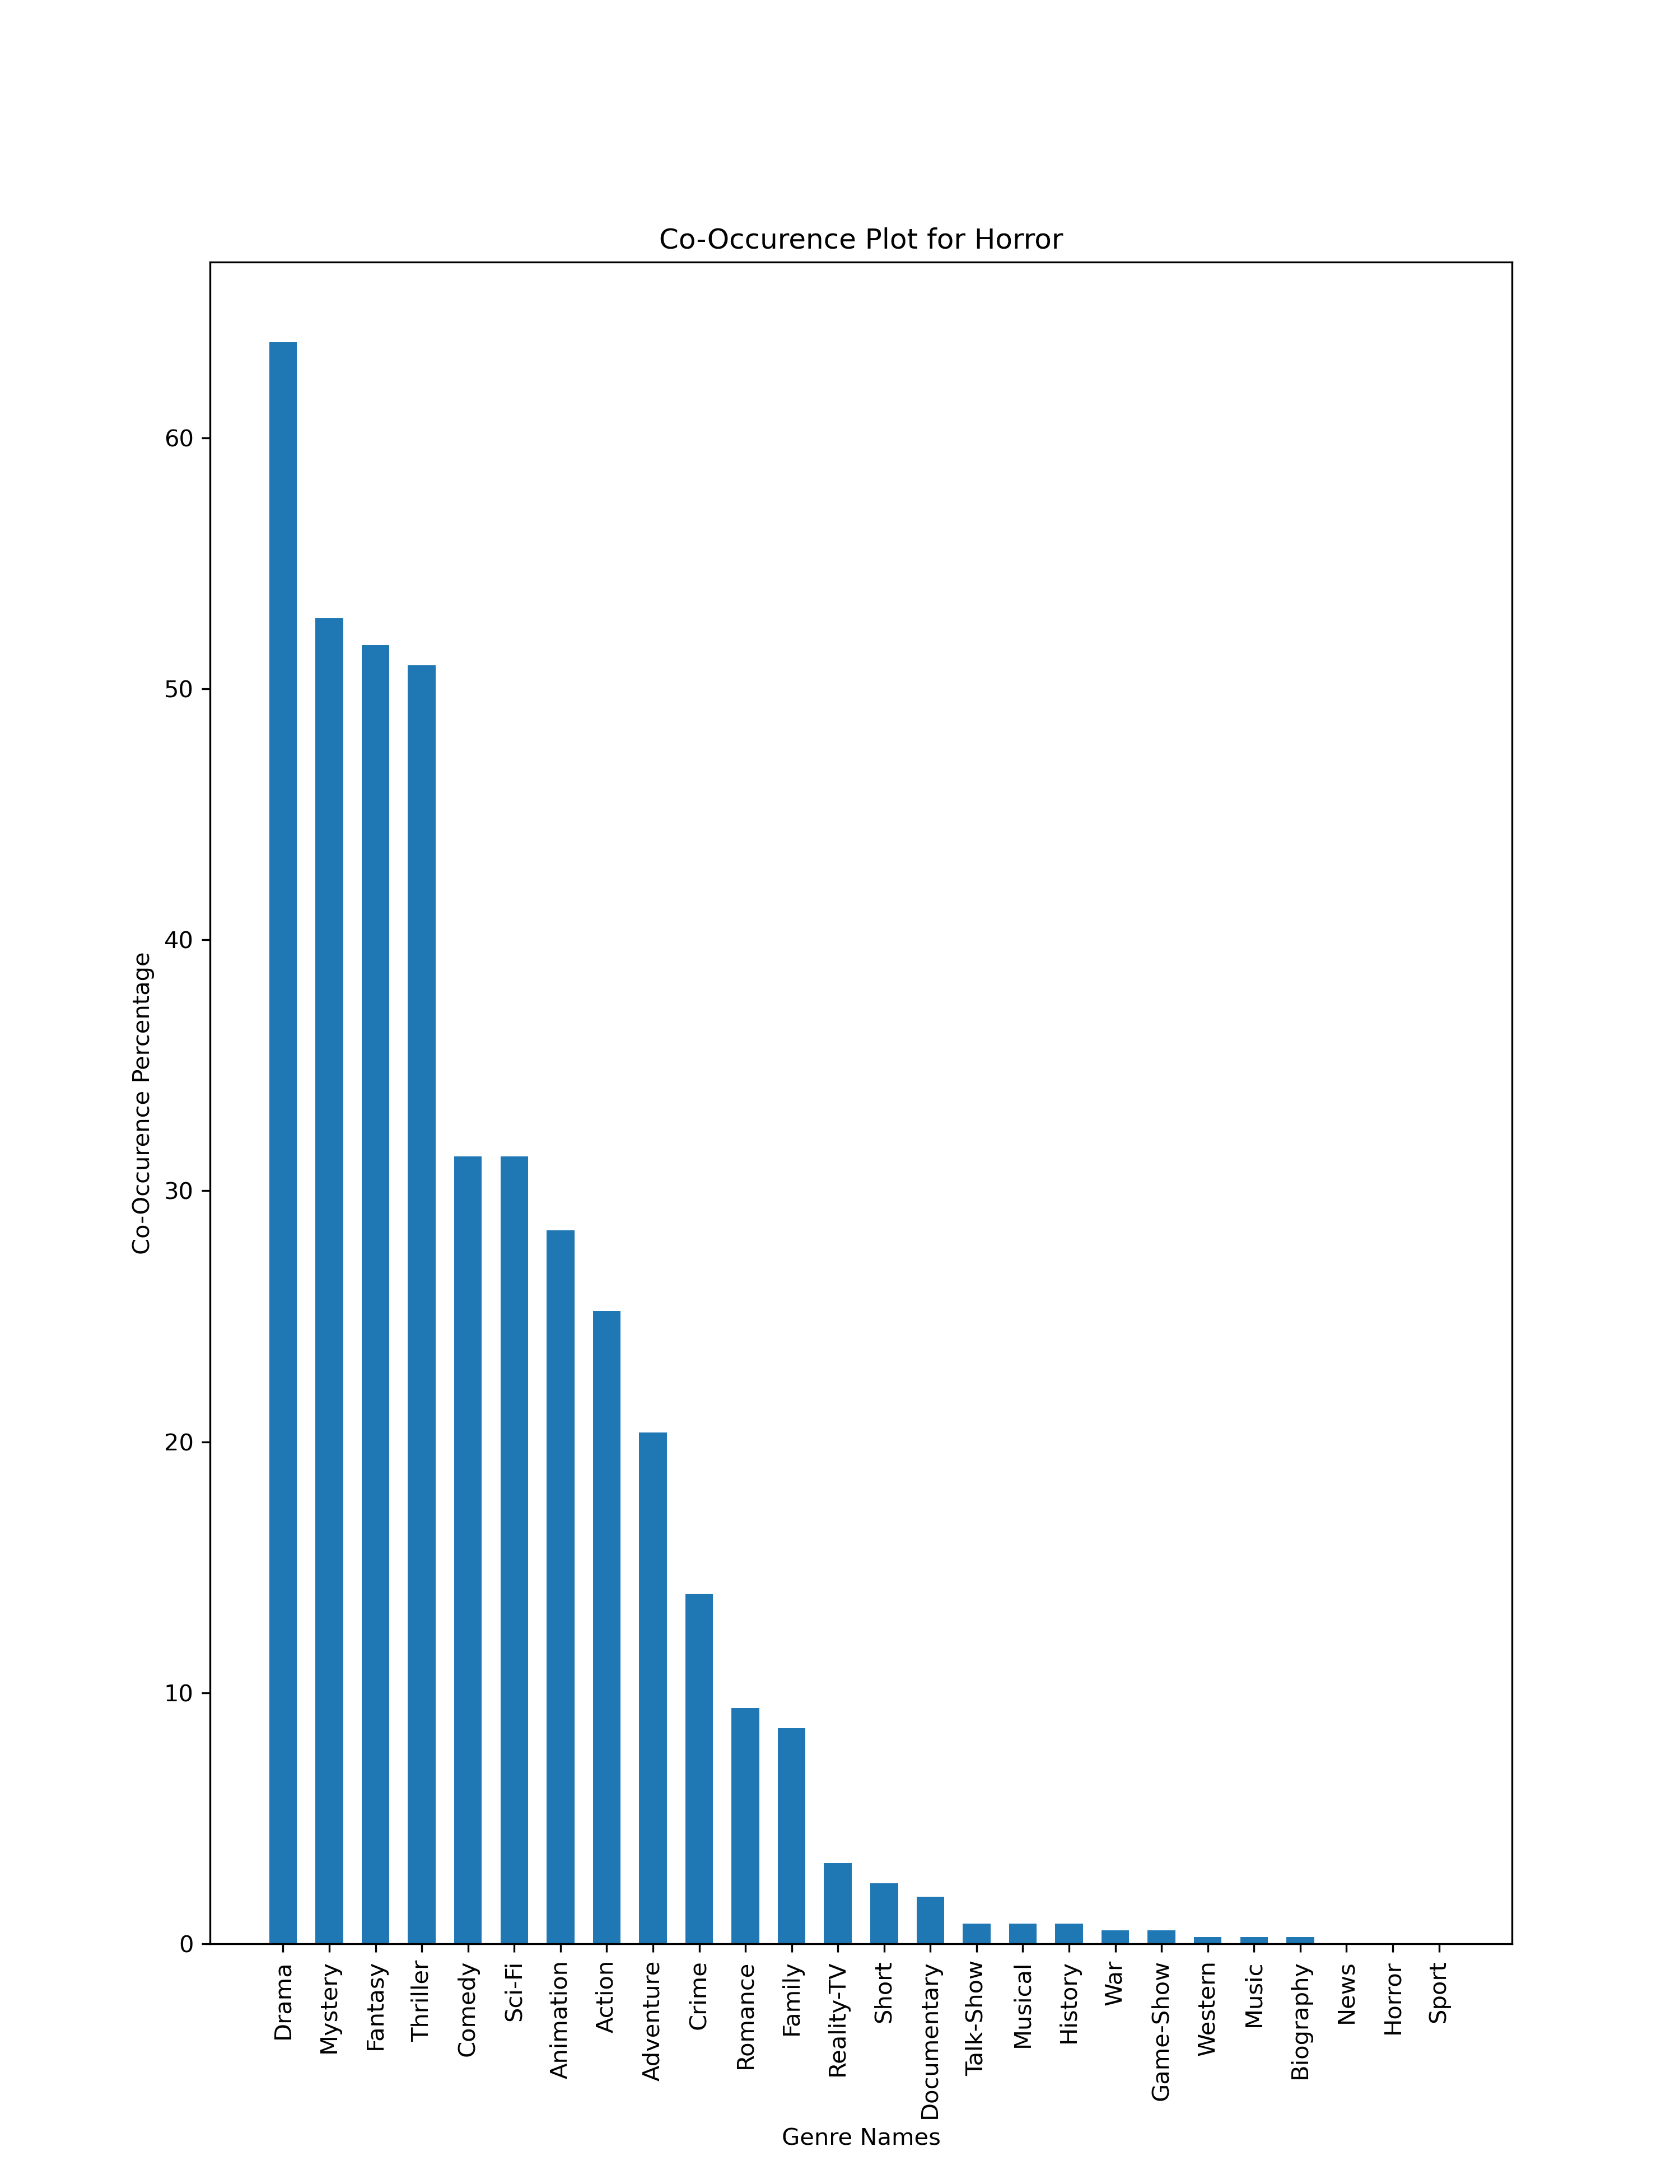 Co-Occurence Plot for Horror
Co-Occurence Percentage
60
50
40
30
20
10
0
Drama
Mystery
Fantasy
Thriller
Comedy
Sci-Fi
Animation
Action
Adventure
Crime
Romance
Family
Reality-TV
Short
Documentary
Talk-Show
Musical
History
War
Game-Show
Western
Music
Biography
News
Horror
Sport
Genre Names